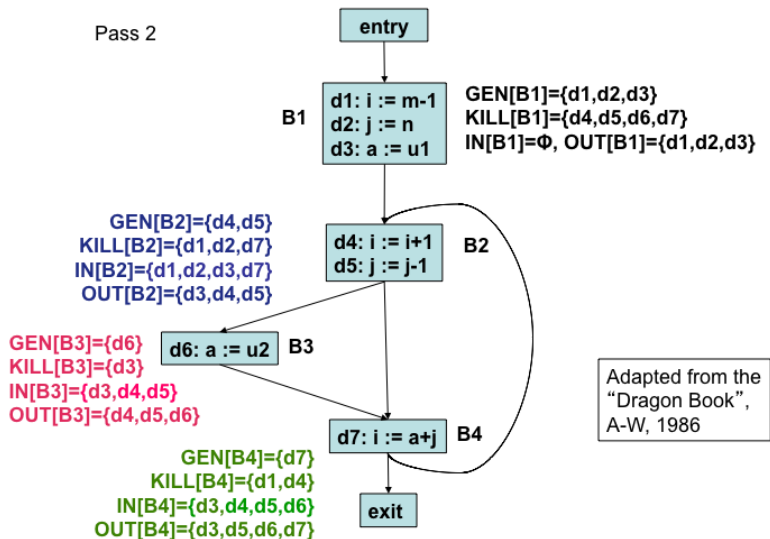 Pass 2
entry
d1: i := m-1
d2: j := n
d3: a := u1
B1
GEN[B1]={d1,d2,d3}
KILL[B1]={d4,d5,d6,d7}
IN[B1]=Φ, OUT[B1]={d1,d2,d3}
GEN[B2]={d4,d5}
KILL[B2]={d1,d2,d7}
IN[B2]={d1,d2,d3,d7}
OUT[B2]={d3,d4,d5}
d4: i := i+1
d5: j := j-1
B2
GEN[B3]={d6}
KILL[B3]={d3}
IN[B3]={d3,d4,d5}
OUT[B3]={d4,d5,d6}
d6: a := u2
B3
Adapted from the
“Dragon Book”,
A-W, 1986
d7: i := a+j
B4
GEN[B4]={d7}
KILL[B4]={d1,d4}
IN[B4]={d3,d4,d5,d6}
OUT[B4]={d3,d5,d6,d7}
exit